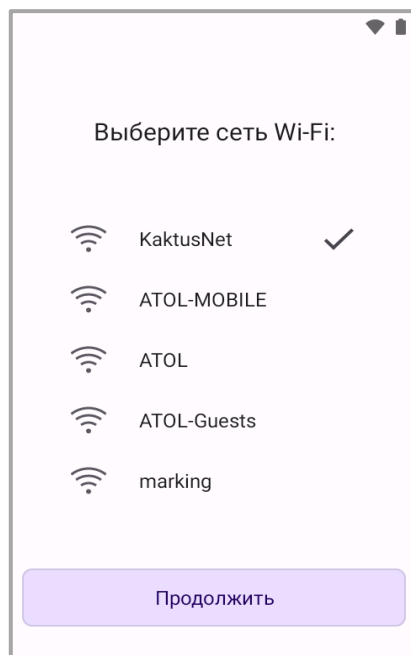 Выберите сеть Wi-Fi:
KaktusNet
ATOL-MOBILE
ATOL
ATOL-Guests
marking
Продолжить